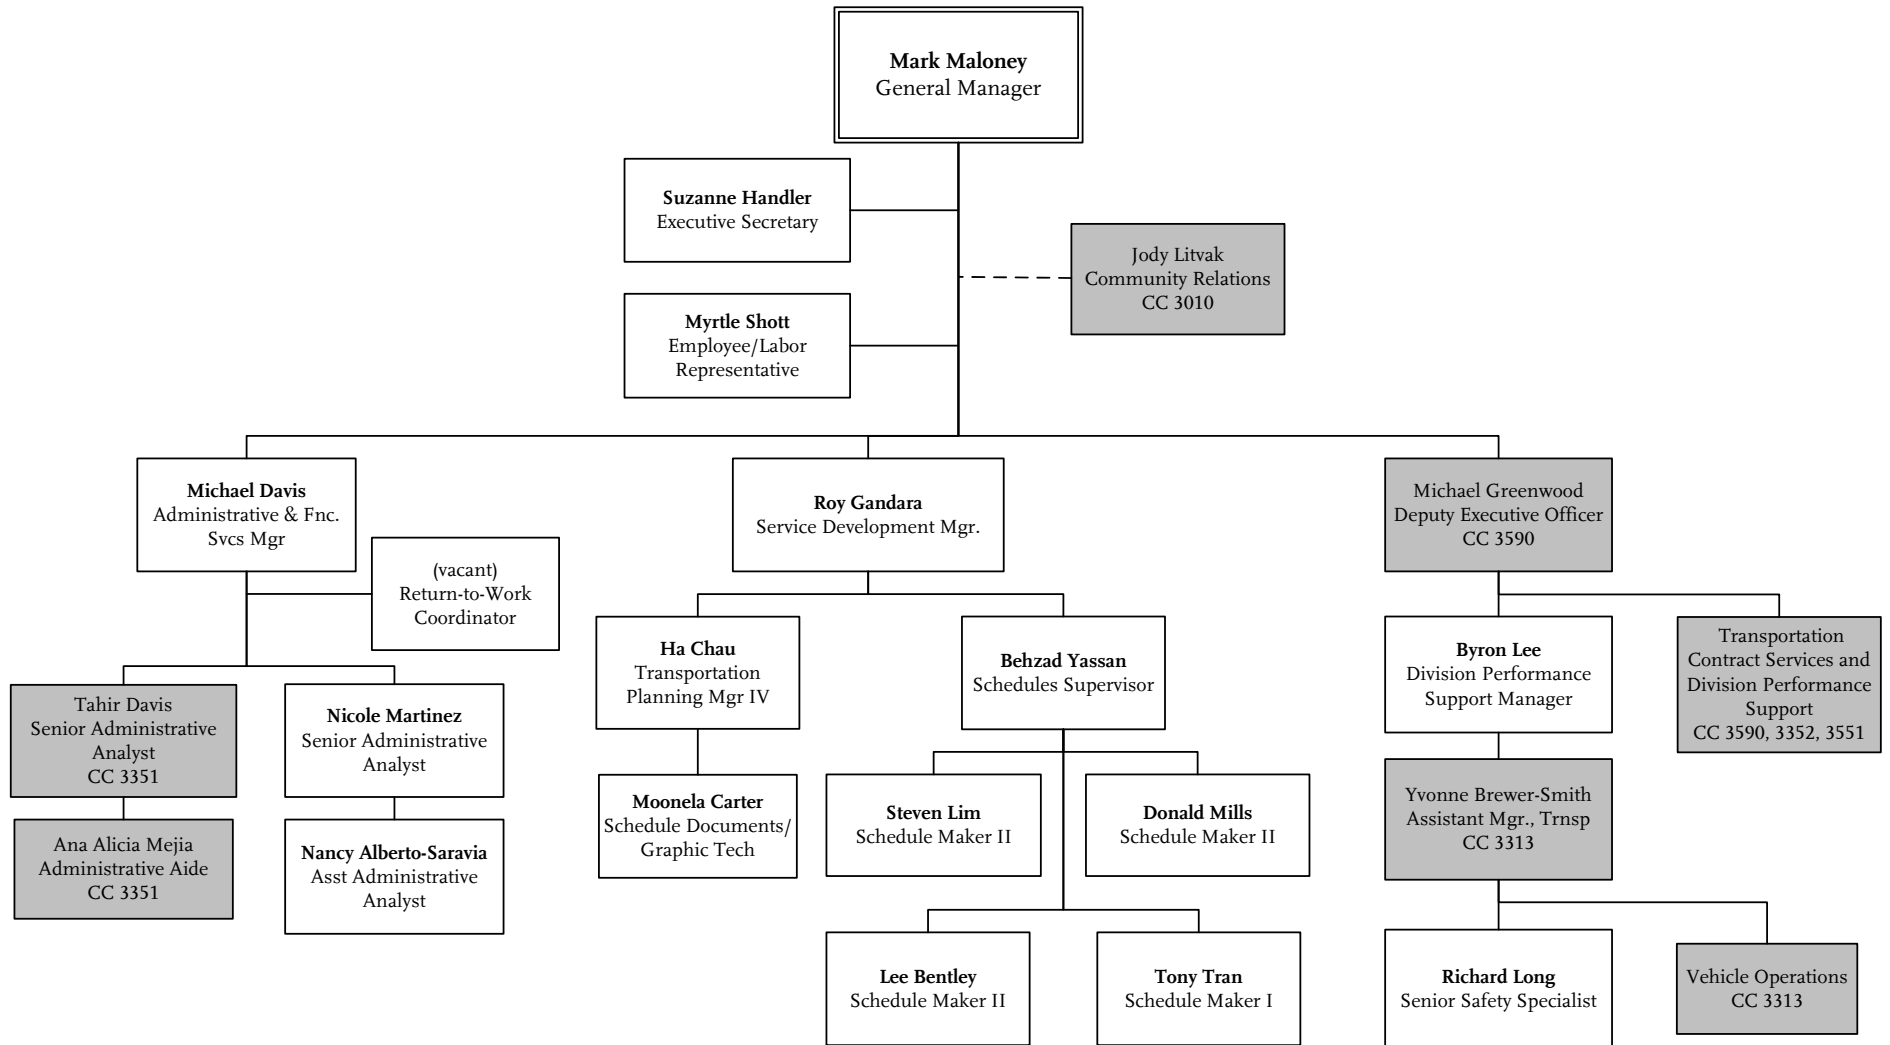 Mark Maloney
General Manager
Suzanne Handler
Executive Secretary
Jody Litvak
Community Relations
CC 3010
Myrtle Shott
Employee/Labor
Representative
Michael Davis
Administrative & Fnc.
Svcs Mgr
(vacant)
Return-to-Work
Coordinator
Roy Gandara
Service Development Mgr.
Michael Greenwood
Deputy Executive Officer
CC 3590
Tahir Davis
Senior Administrative
Analyst
CC 3351
Nicole Martinez
Senior Administrative
Analyst
Ana Alicia Mejia
Administrative Aide
CC 3351
Nancy Alberto-Saravia
Asst Administrative
Analyst
Ha Chau
Transportation
Planning Mgr IV
Behzad Yassan
Schedules Supervisor
Moonela Carter
Schedule Documents/
Graphic Tech
Steven Lim
Schedule Maker II
Donald Mills
Schedule Maker II
Lee Bentley
Schedule Maker II
Tony Tran
Schedule Maker I
Byron Lee
Division Performance
Support Manager
Transportation
Contract Services and
Division Performance
Support
CC 3590, 3352, 3551
Yvonne Brewer-Smith
Assistant Mgr., Trnsp
CC 3313
Richard Long
Senior Safety Specialist
Vehicle Operations
CC 3313